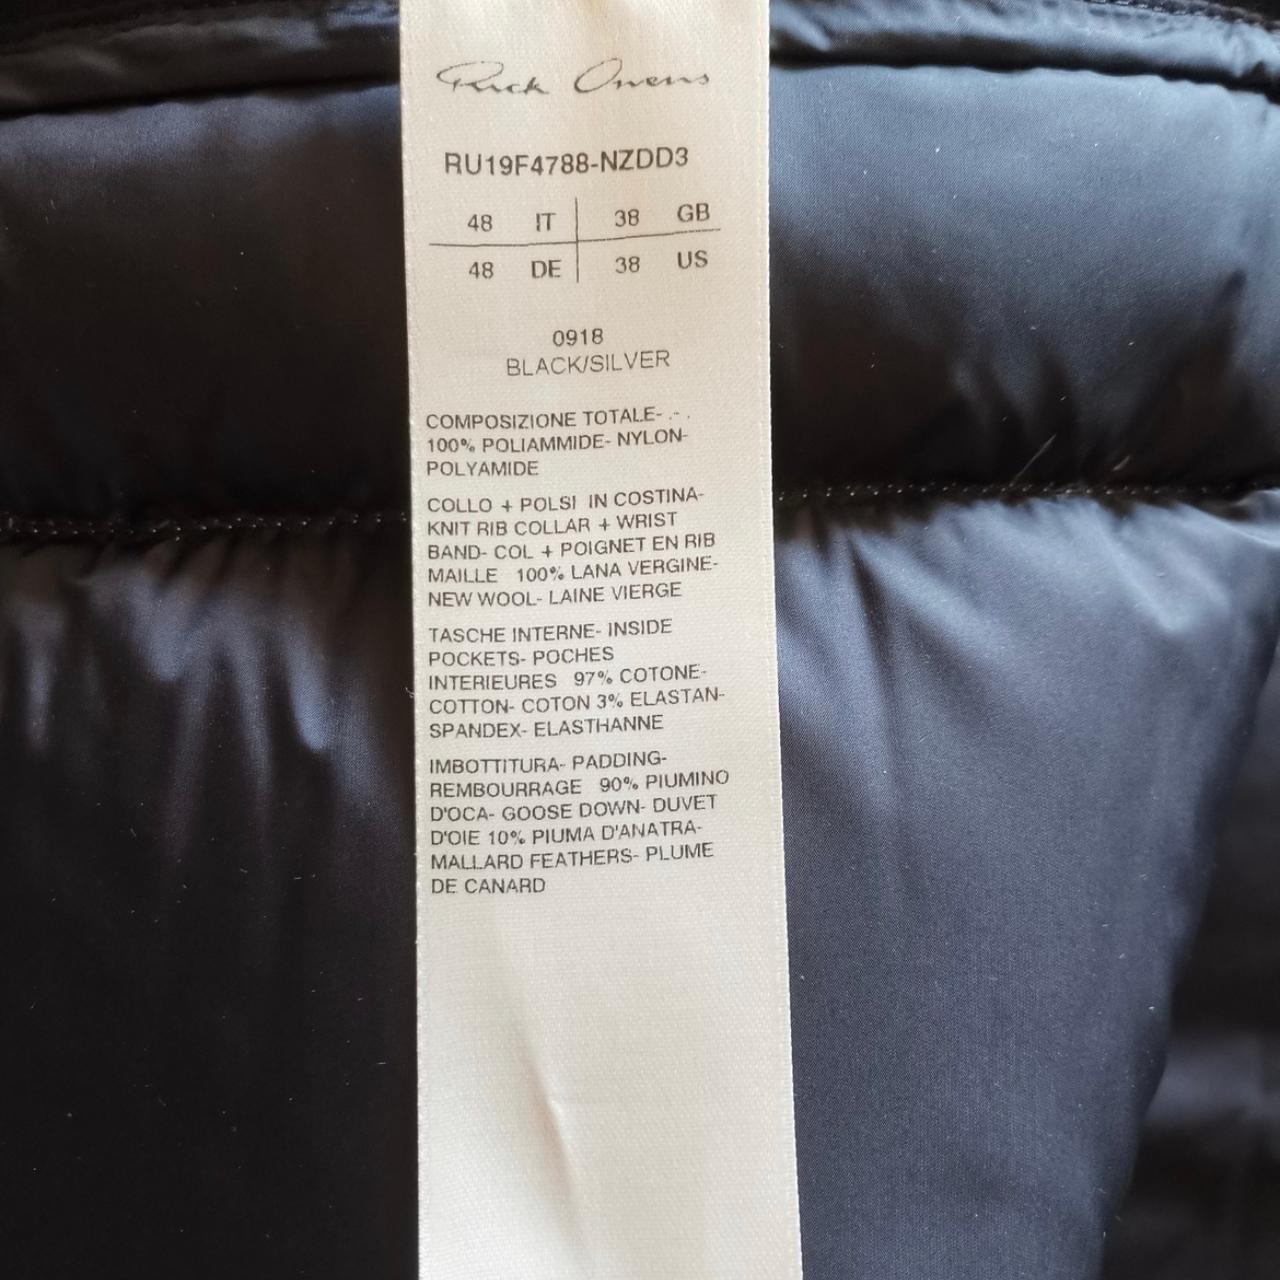 Rick Owens
RU19F4788-NZDD3
48 IT 38 GB
48 DE 38 US
0918
BLACK/SILVER
COMPOSIZIONE TOTALE- .- .
100% POLIAMMIDE- NYLON-
POLYAMIDE
COLLO + POLSI IN COSTINA-
KNIT RIB COLLAR + WRIST
BAND- COL + POIGNET EN RIB
MAILLE 100% LANA VERGINE-
NEW WOOL- LAINE VIERGE
TASCHE INTERNE- INSIDE
POCKETS- POCHES
INTERIEURES 97% COTONE-
COTTON- COTON 3% ELASTAN-
SPANDEX- ELASTHANNE
IMBOTTITURA- PADDING-
REMBOURRAGE 90% PIUMINO
D'OCA- GOOSE DOWN- DUVET
D'OIE 10% PIUMA D'ANATRA-
MALLARD FEATHERS- PLUME
DE CANARD